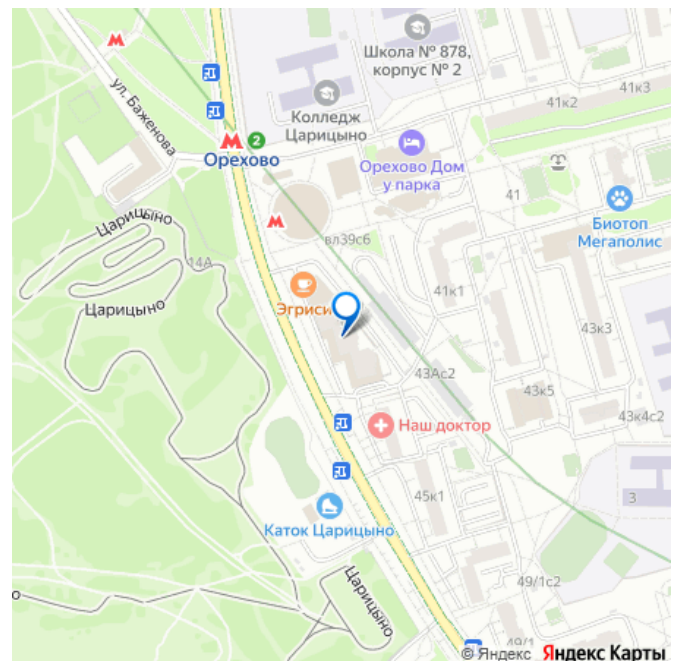 Школа № 878,
корпус № 2
41к3
41к2
ул. Баженова
Колледж
Царицыно
2
Орехово
Орехово Дом
у парка
41
Биотоп
Мегаполис
Царицыно
вл39с6
14А
41к1
Эгриси
Царицыно
43к3
43Ас2
43к5
43к4с2
Наш доктор
45к1
3
Каток Царицыно
Царицыно
49/1с2
49/1
© Яндекс Яндекс Карты